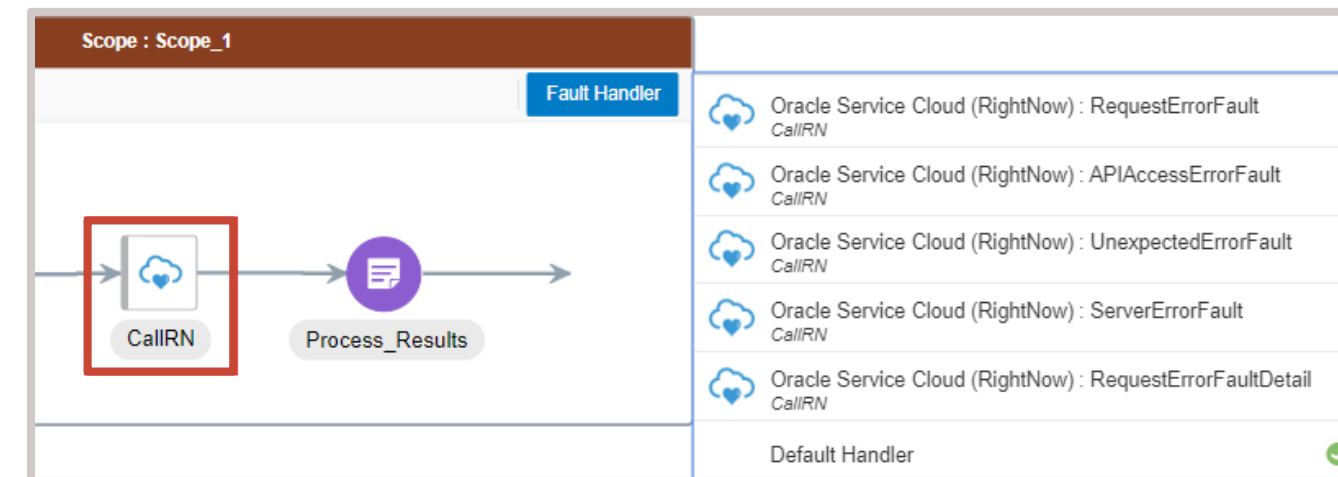 Scope : Scope_1
Fault Handler
CallRN
Process_Results
Oracle Service Cloud (RightNow) : RequestErrorFault
CallRN
Oracle Service Cloud (RightNow) : APIAccessErrorFault
CallRN
Oracle Service Cloud (RightNow) : UnexpectedErrorFault
CallRN
Oracle Service Cloud (RightNow) : ServerErrorFault
CallRN
Oracle Service Cloud (RightNow) : RequestErrorFaultDetail
CallRN
Default Handler